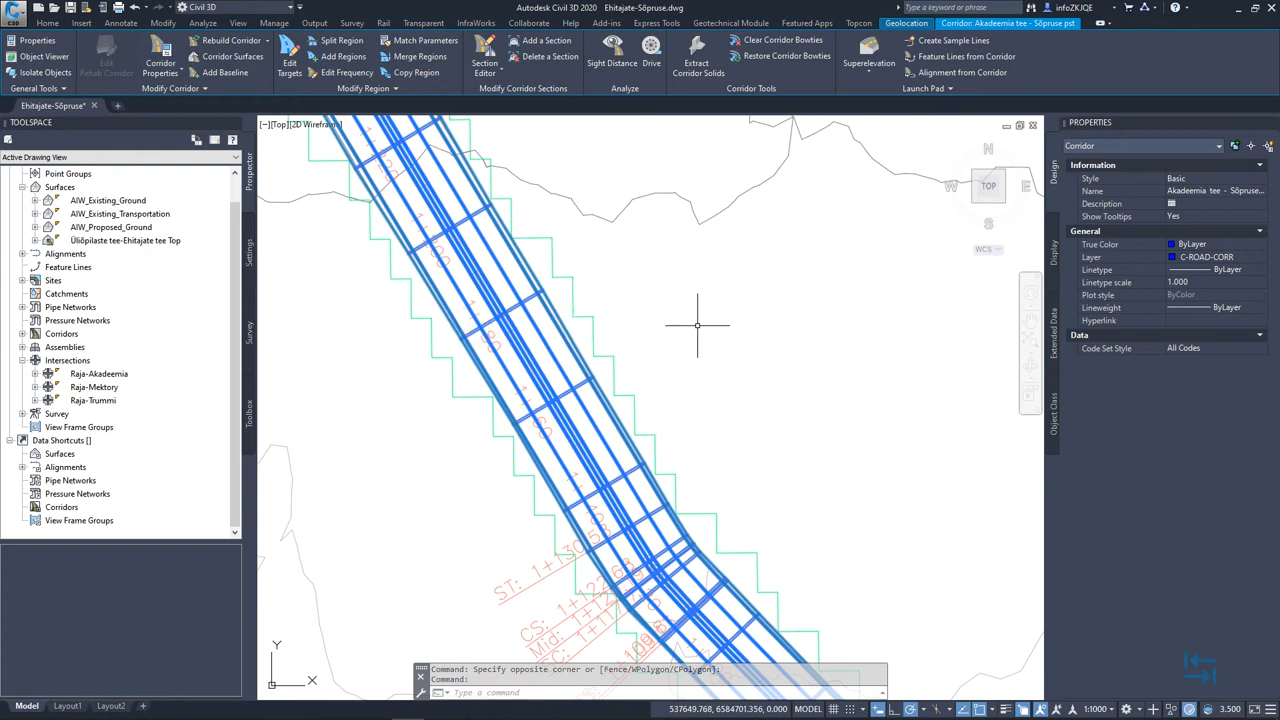 C3D
Civil 3D
Autodesk Civil 3D 2020   Ehitajate-Sõpruse.dwg
Type a keyword or phrase
infoZKJQE
Home Insert Annotate Modify Analyze View Manage Output Survey Rail Transparent InfraWorks Collaborate Help Add-ins Express Tools Geotechnical Module Featured Apps Topcon Geolocation Corridor: Akadeemia tee - Sõpruse pst
Properties
Object Viewer
Isolate Objects
General Tools
Edit
Rehab Corridor
Corridor
Properties
Rebuild Corridor
Corridor Surfaces
Add Baseline
Modify Corridor
Edit
Targets
Split Region
Add Regions
Edit Frequency
Match Parameters
Merge Regions
Copy Region
Modify Region
Section
Editor
Add a Section
Delete a Section
Modify Corridor Sections
Sight Distance
Drive
Analyze
Extract
Corridor Solids
Clear Corridor Bowties
Restore Corridor Bowties
Corridor Tools
Superelevation
Create Sample Lines
Feature Lines from Corridor
Alignment from Corridor
Launch Pad
Ehitajate-Sõpruse*
TOOLSPACE
Active Drawing View
Point Groups
Surfaces
AIW_Existing_Ground
AIW_Existing_Transportation
AIW_Proposed_Ground
Üliõpilaste tee-Ehitajate tee Top
Alignments
Feature Lines
Sites
Catchments
Pipe Networks
Pressure Networks
Corridors
Assemblies
Intersections
Raja-Akadeemia
Raja-Mektory
Raja-Trummi
Survey
View Frame Groups
Data Shortcuts []
Surfaces
Alignments
Pipe Networks
Pressure Networks
Corridors
View Frame Groups
Prospector
Settings
Survey
Toolbox
[−][Top][2D Wireframe]
N
W TOP E
S
WCS
ST: 1+130.53
CS: 1+122.63
Mid:
Y
X
Command: Specify opposite corner or [Fence/WPolygon/CPolygon]:
Command:
Type a command
PROPERTIES
Corridor
Information
Style Basic
Name Akadeemia tee - Sõpruse...
Description
Show Tooltips Yes
General
True Color ByLayer
Layer C-ROAD-CORR
Linetype ByLayer
Linetype scale 1.000
Plot style ByColor
Lineweight ByLayer
Hyperlink
Data
Code Set Style All Codes
Design
Display
Extended Data
Object Class
Model Layout1 Layout2 +
537649.768, 6584701.356, 0.000 MODEL 1:1000 3.500